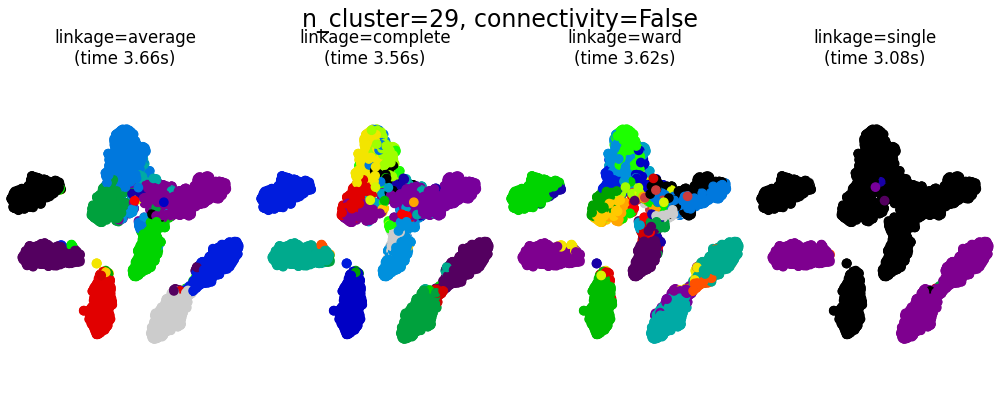 n_cluster=29, connectivity=False
linkage=average
(time 3.66s)
linkage=complete
(time 3.56s)
linkage=ward
(time 3.62s)
linkage=single
(time 3.08s)